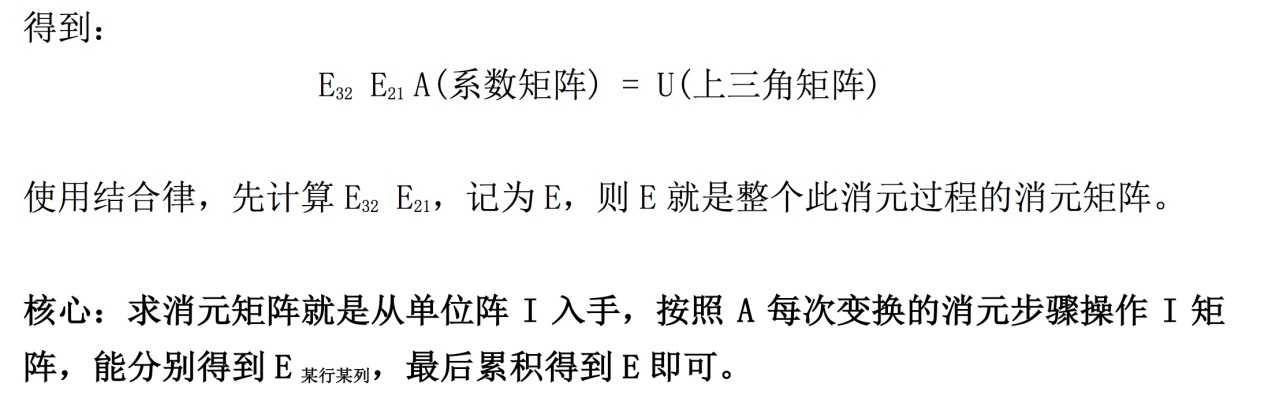 得到：
E32 E21 A(系数矩阵) = U(上三角矩阵)
使用结合律，先计算 E32 E21，记为 E，则 E 就是整个此消元过程的消元矩阵。
核心：求消元矩阵就是从单位阵 I 入手，按照 A 每次变换的消元步骤操作 I 矩
阵，能分别得到 E 某行某列，最后累积得到 E 即可。